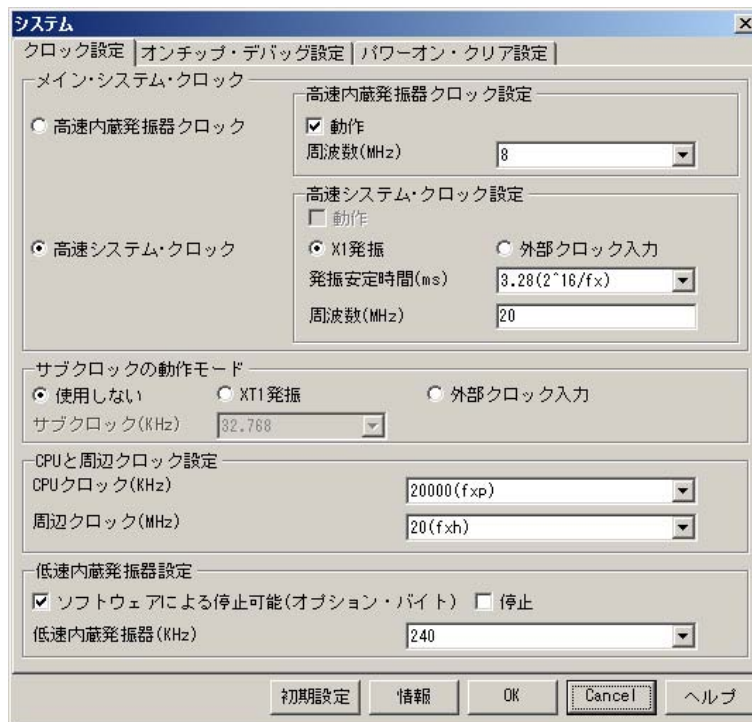 システム
クロック設定 オンチップ・デバッグ設定 パワーオン・クリア設定
メイン・システム・クロック
高速内蔵発振器クロック
高速内蔵発振器クロック設定
動作
周波数(MHz) 8
高速システム・クロック
高速システム・クロック設定
動作
X1発振 外部クロック入力
発振安定時間(ms) 3.28(2^16/fx)
周波数(MHz) 20
サブクロックの動作モード
使用しない XT1発振 外部クロック入力
サブクロック(KHz) 32.768
CPUと周辺クロック設定
CPUクロック(KHz) 20000(fxp)
周辺クロック(MHz) 20(fxh)
低速内蔵発振器設定
ソフトウェアによる停止可能(オプション・バイト) 停止
低速内蔵発振器(KHz) 240
初期設定 情報 OK Cancel ヘルプ